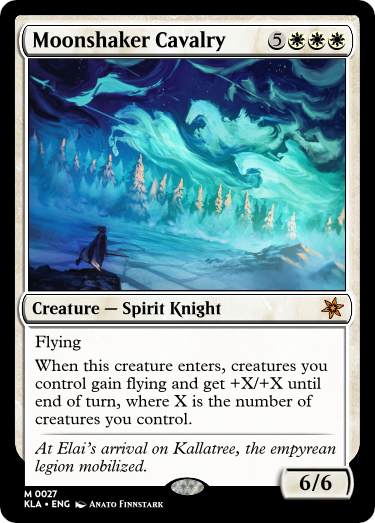 Moonshaker Cavalry 5
Creature — Spirit Knight
Flying
When this creature enters, creatures you
control gain flying and get +X/+X until
end of turn, where X is the number of
creatures you control.
At Elai's arrival on Kallatree, the empyrean
legion mobilized.
6/6
M 0027
KLA • ENG Anato Finnstark